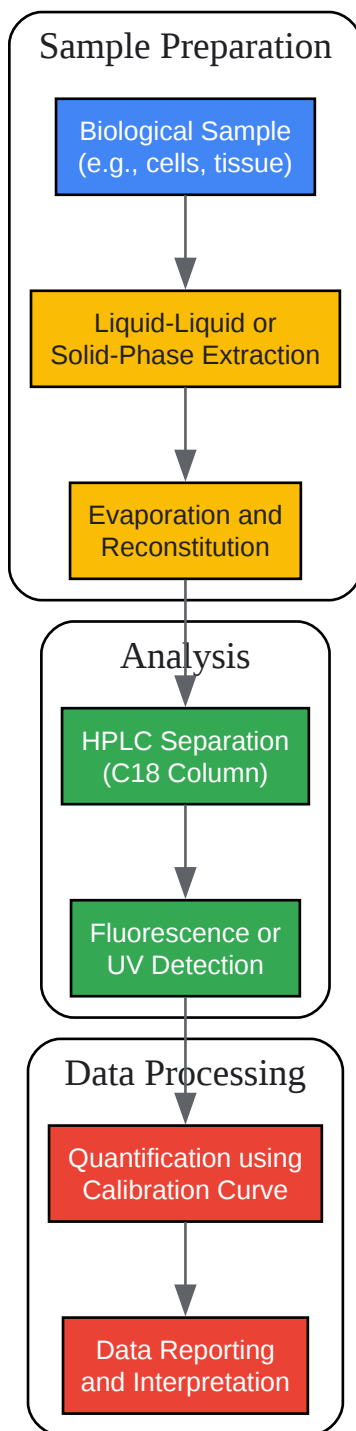 Sample Preparation
Biological Sample
(e.g., cells, tissue)
Liquid-Liquid or
Solid-Phase Extraction
Evaporation and
Reconstitution
Analysis
HPLC Separation
(C18 Column)
Fluorescence or
UV Detection
Data Processing
Quantification using
Calibration Curve
Data Reporting
and Interpretation